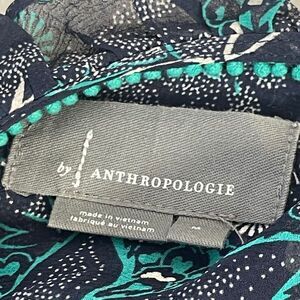 by ANTHROPOLOGIE
made in vietnam
fabriqué au vietnam